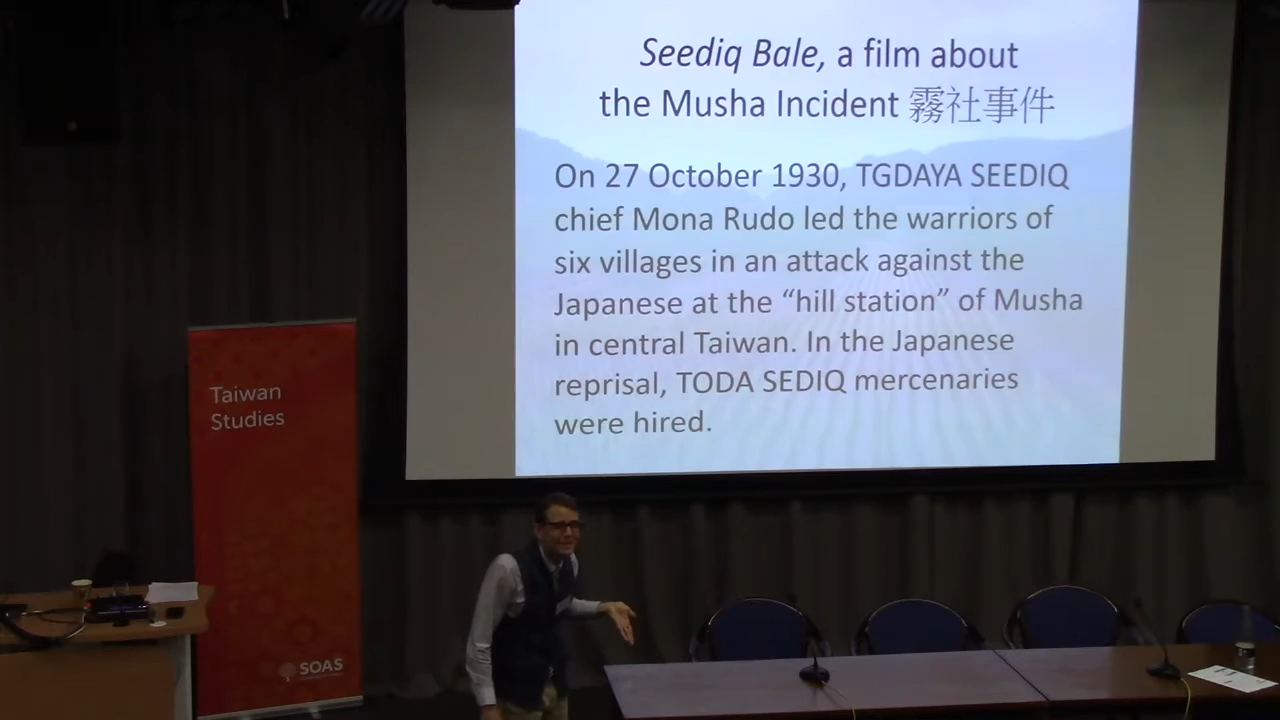 Seediq Bale, a film about
the Musha Incident 霧社事件
On 27 October 1930, TGDAYA SEEDIQ
chief Mona Rudo led the warriors of
six villages in an attack against the
Japanese at the “hill station” of Musha
in central Taiwan. In the Japanese
reprisal, TODA SEDIQ mercenaries
were hired.
Taiwan
Studies
SOAS